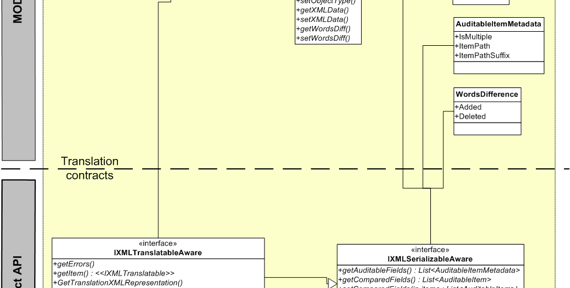 MOD
+setObjectType()
+getXMLData()
+setXMLData()
+getWordsDiff()
+setWordsDiff()
AuditableItemMetadata
+IsMultiple
+ItemPath
+ItemPathSuffix
WordsDifference
+Added
+Deleted
Translation
contracts
ct API
«interface»
IXMLTranslatableAware
+getErrors()
+getItem() : <<IXMLTranslatable>>
+GetTranslationXMLRepresentation()
«interface»
IXMLSerializableAware
+getAuditableFields() : List<AuditableItemMetadata>
+getComparedFields() : List<AuditableItem>